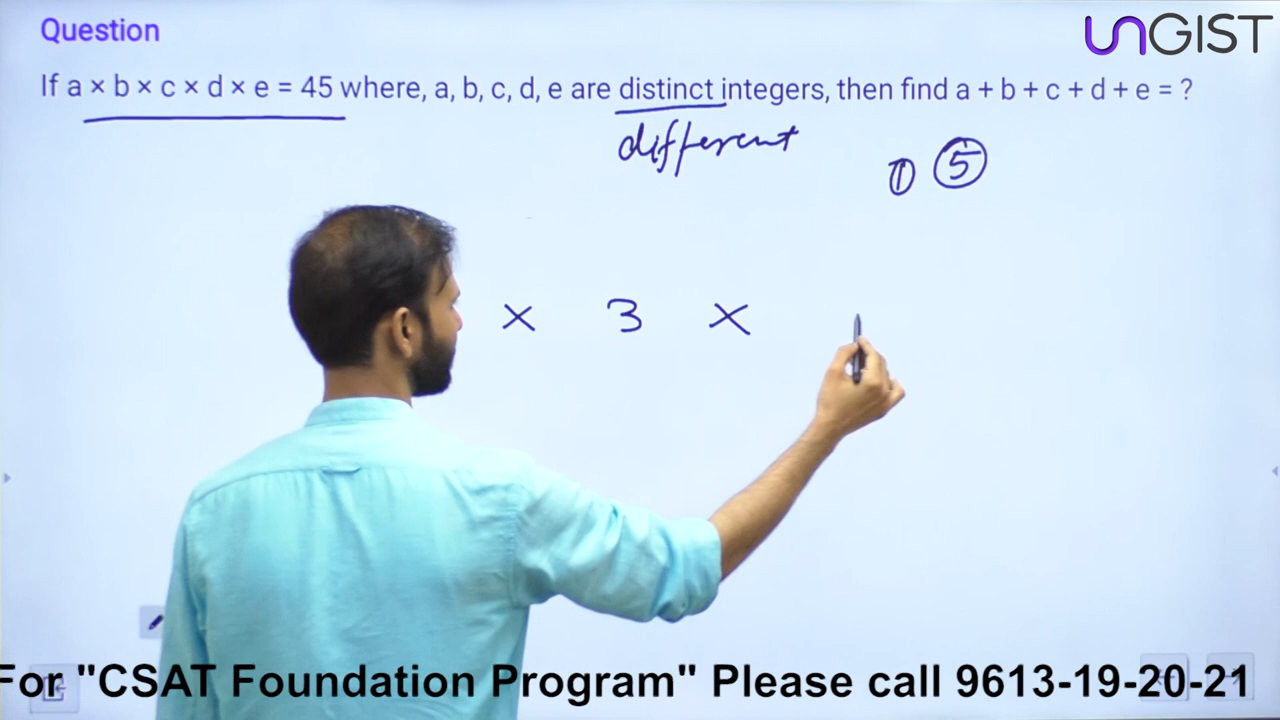 Question
UNGIST
If a × b × c × d × e = 45 where, a, b, c, d, e are distinct integers, then find a + b + c + d + e = ?
different
① ⑤
× 3 ×
For "CSAT Foundation Program" Please call 9613-19-20-21